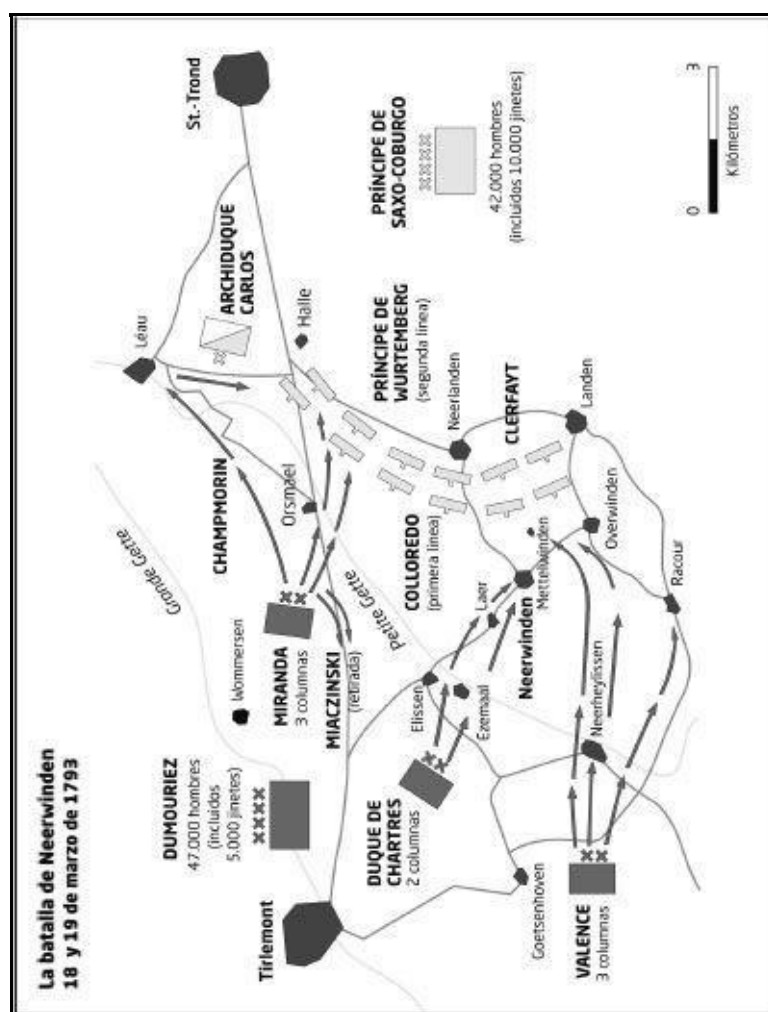 La batalla de Neerwinden
18 y 19 de marzo de 1793
DUMOURIEZ
47.000 hombres
(incluidos
5.000 jinetes)
Tirlemont
Wommersen
Grande Gette
CHAMPMORIN
Léau
St.-Trond
ARCHIDUQUE
CARLOS
MIRANDA
3 columnas
Orsmael
Halle
MIACZINSKI
(retirada)
Petite Gette
PRÍNCIPE DE
SAXO-COBURGO
42.000 hombres
(incluidos 10.000 jinetes)
COLLOREDO
(primera línea)
PRÍNCIPE DE
WURTEMBERG
(segunda línea)
Elissen
Laer
Ezemaal
DUQUE DE
CHARTRES
2 columnas
Neerwinden
Mettelwinden
Neerlanden
CLERFAYT
Landen
Overwinden
Goetsenhoven
Neerheylissen
Racour
VALENCE
3 columnas
0
3
Kilómetros